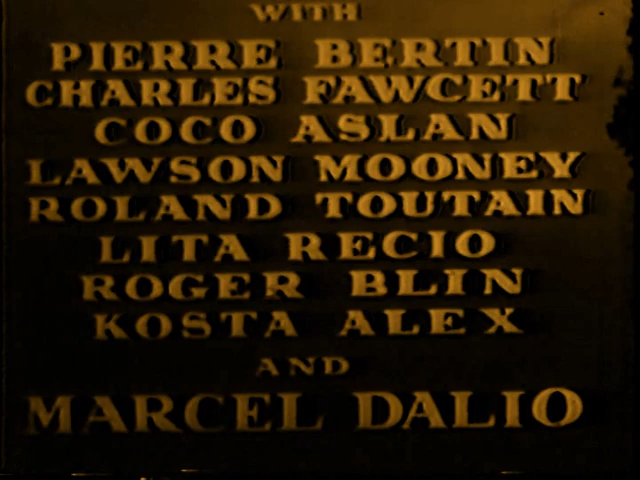 WITH
PIERRE BERTIN
CHARLES FAWCETT
COCO ASLAN
LAWSON MOONEY
ROLAND TOUTAIN
LITA RECIO
ROGER BLIN
KOSTA ALEX
AND
MARCEL DALIO